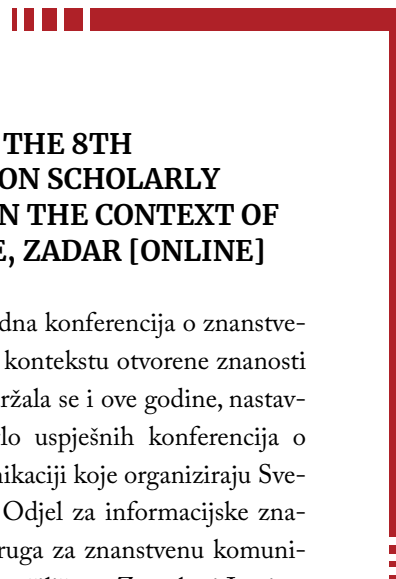 THE 8TH
ON SCHOLARLY
N THE CONTEXT OF
E, ZADAR [ONLINE]
dna konferencija o znanstve-
kontekstu otvorene znanosti
ržala se i ove godine, nastav-
lo uspješnih konferencija o
nikaciji koje organiziraju Sve-
Odjel za informacijske zna-
ruga za znanstvenu komuni-